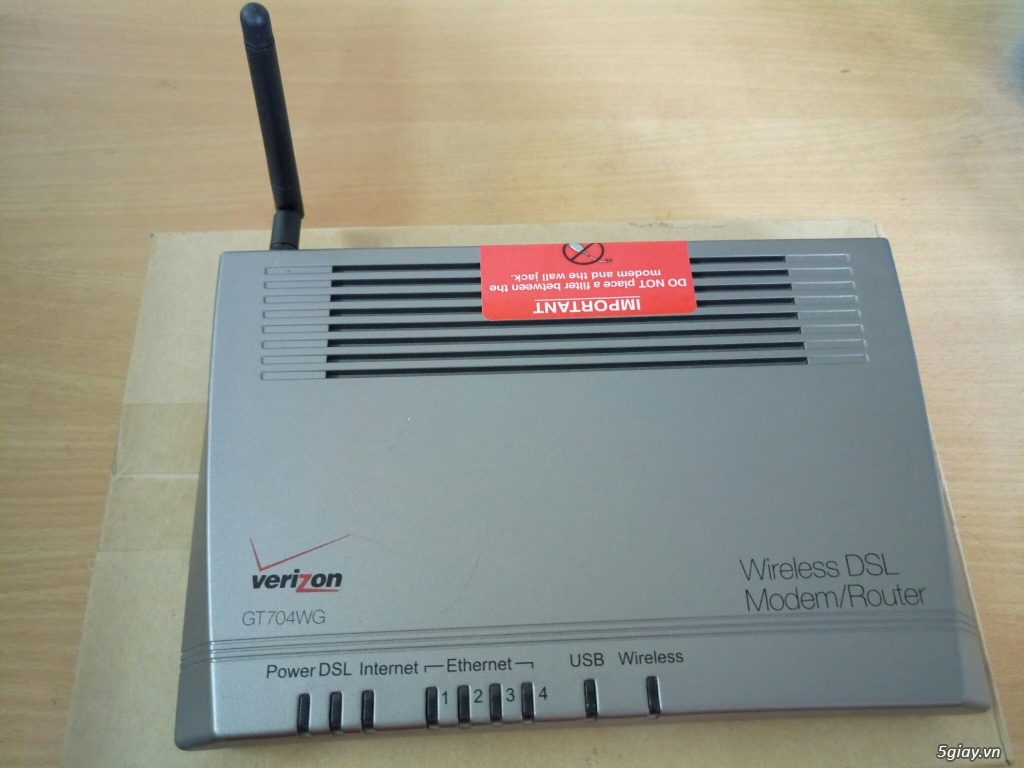 IMPORTANT
DO NOT place a filter between the
modem and the wall jack.
verizon
GT704WG
Wireless DSL
Modem/Router
Power DSL Internet Ethernet USB Wireless
1 2 3 4
5giay.vn